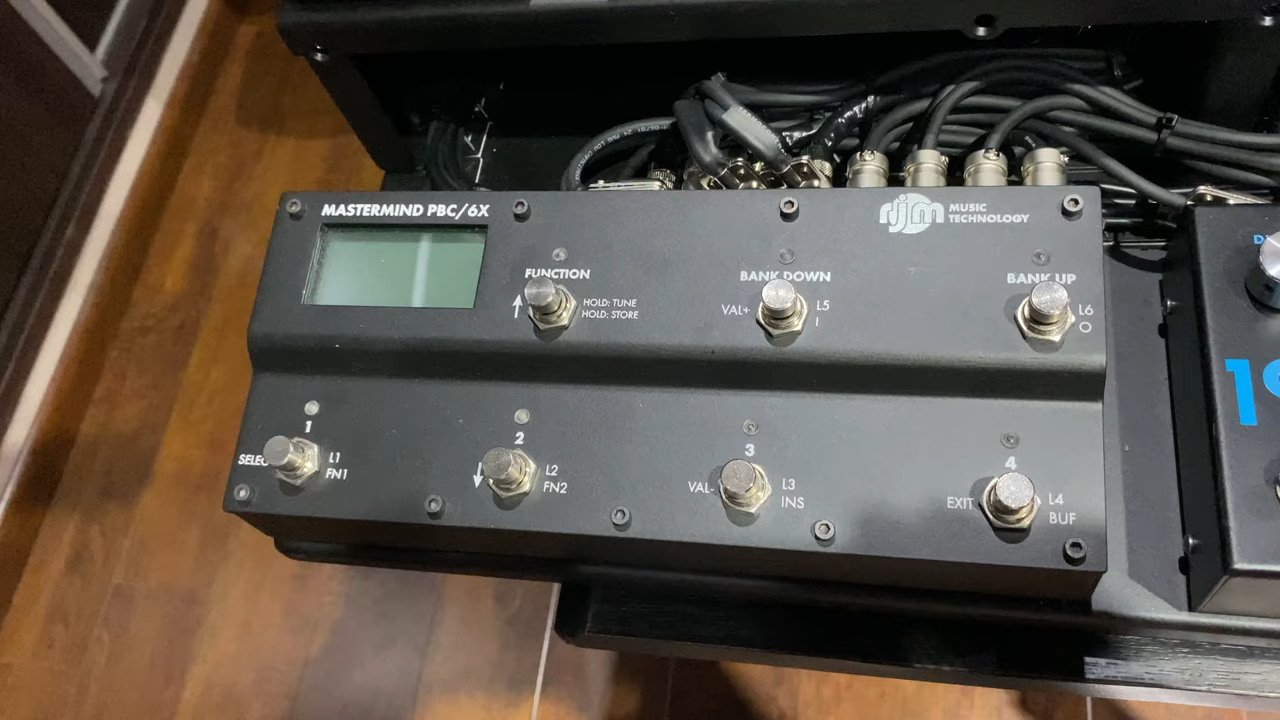 MASTERMIND PBC/6X
rjm MUSIC
TECHNOLOGY
FUNCTION
HOLD: TUNE
HOLD: STORE
BANK DOWN
VAL+
L5
I
BANK UP
L6
O
1
SELEC
L1
FN1
2
L2
FN2
3
VAL-
L3
INS
4
EXIT
L4
BUF